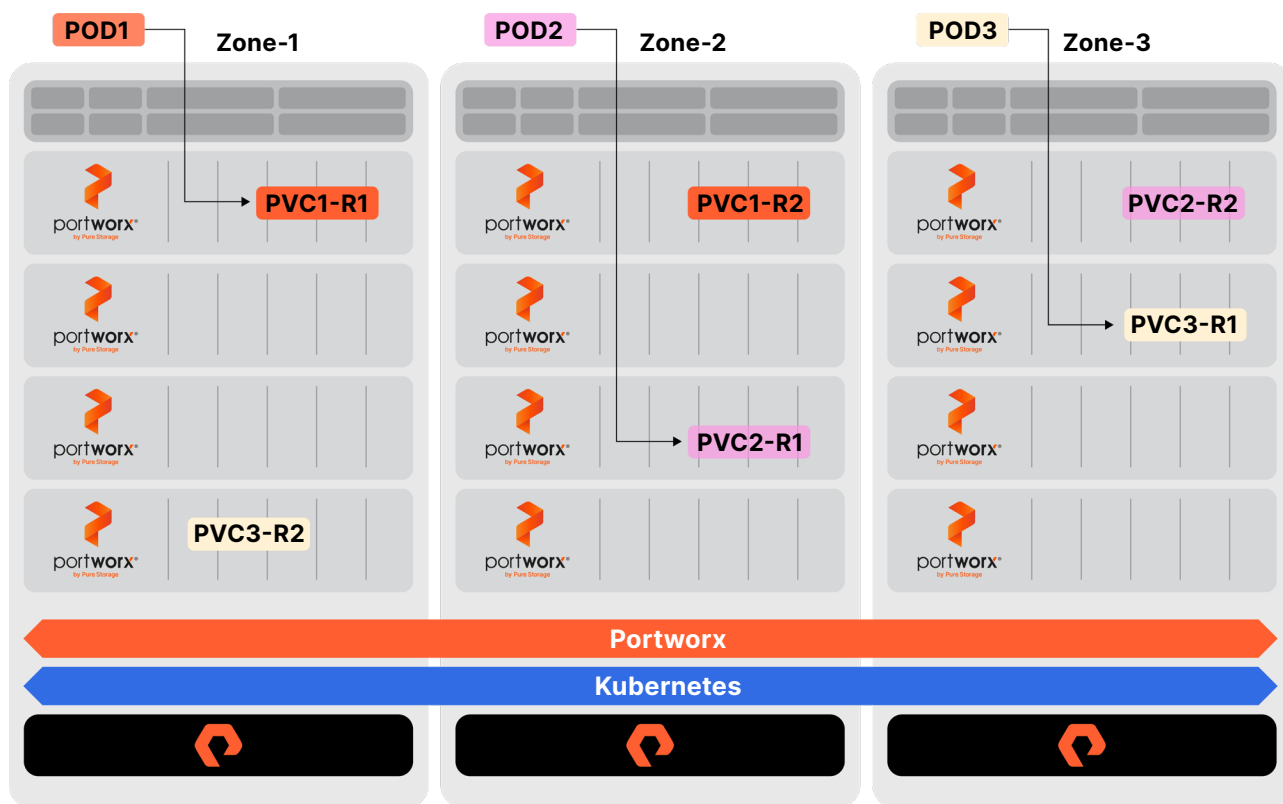 POD1
Zone-1
POD2
Zone-2
POD3
Zone-3
portworx®
by Pure Storage
PVC1-R1
portworx®
by Pure Storage
PVC1-R2
portworx®
by Pure Storage
PVC2-R2
portworx®
by Pure Storage
portworx®
by Pure Storage
portworx®
by Pure Storage
PVC3-R1
portworx®
by Pure Storage
portworx®
by Pure Storage
PVC2-R1
portworx®
by Pure Storage
portworx®
by Pure Storage
PVC3-R2
portworx®
by Pure Storage
portworx®
by Pure Storage
Portworx
Kubernetes